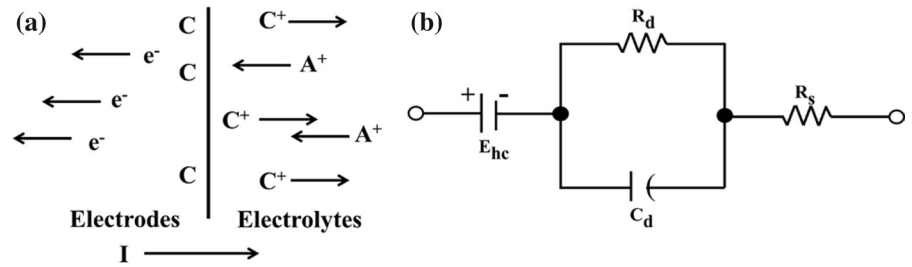 (a)
C C⁺
e⁻ C A⁺
e⁻
C⁺
e⁻ A⁺
C C⁺
Electrodes Electrolytes
I
(b)
R_d
+ -
E_hc
R_s
C_d